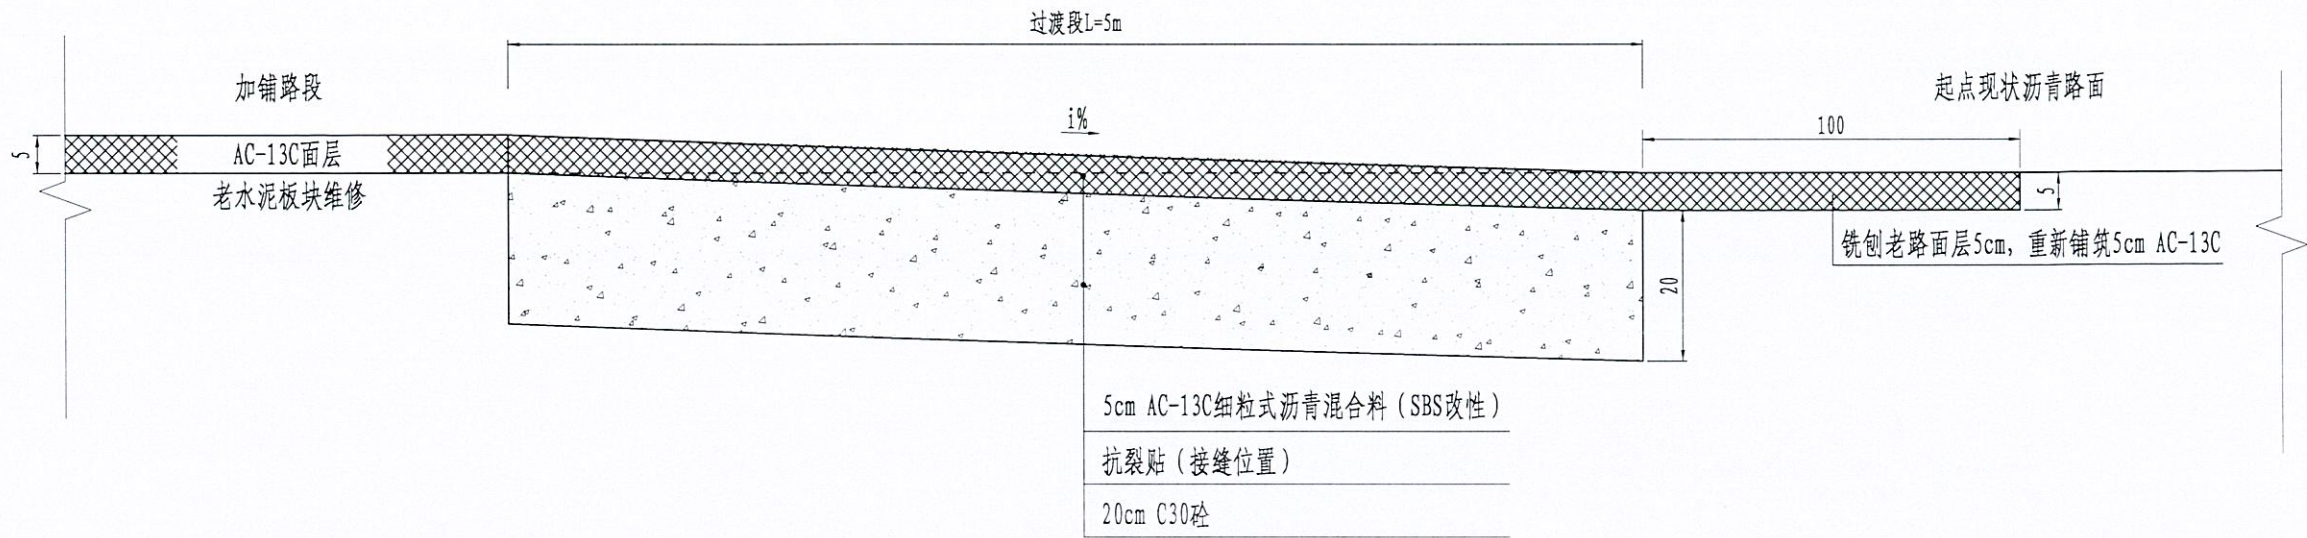 过渡段L=5m
加铺路段
起点现状沥青路面
i%
100
5
AC-13C面层
老水泥板块维修
5
铣刨老路面层5cm, 重新铺筑5cm AC-13C
20
5cm AC-13C细粒式沥青混合料（SBS改性）
抗裂贴（接缝位置）
20cm C30砼